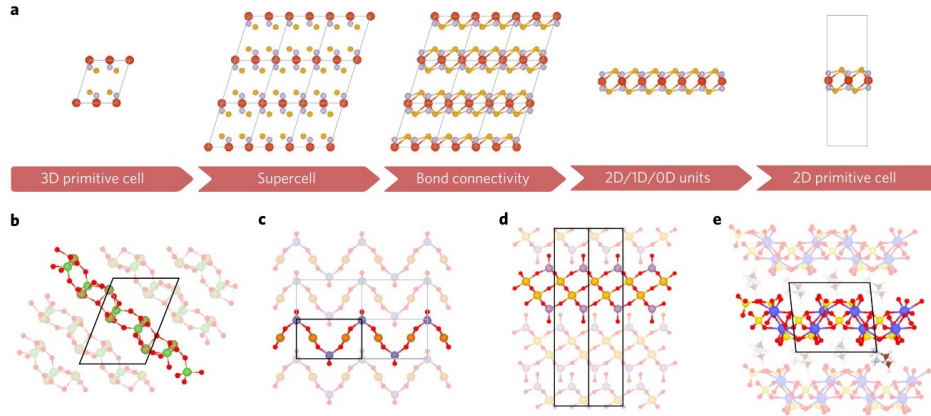 a
3D primitive cell
Supercell
Bond connectivity
2D/1D/0D units
2D primitive cell
b
c
d
e